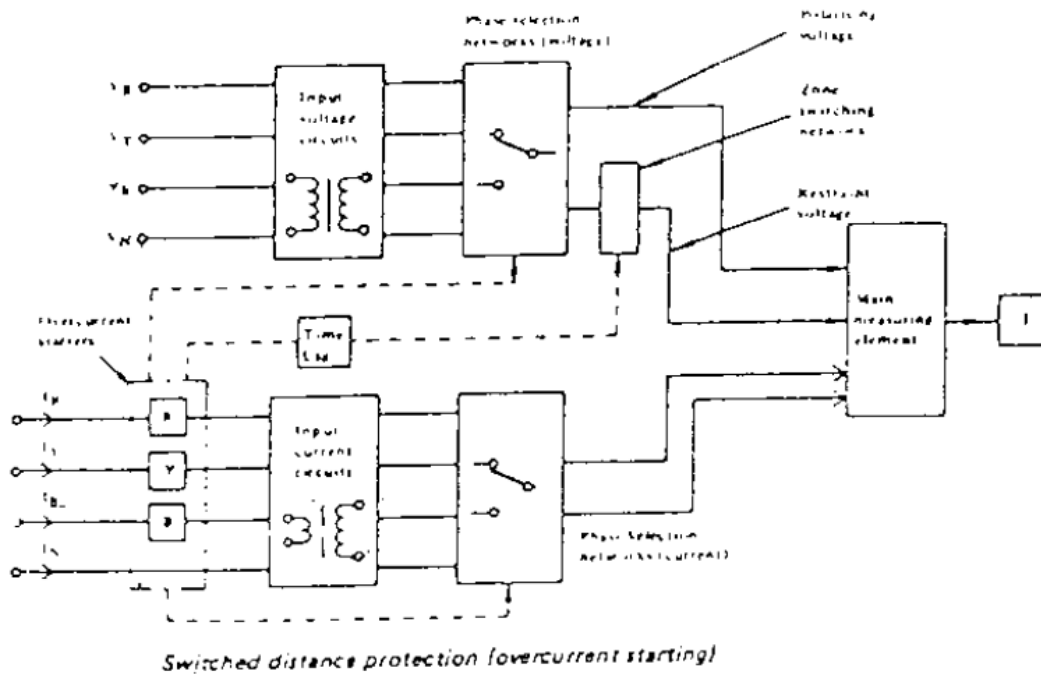 Phase selection
networks (voltage)
Polarising
voltage
Input
voltage
circuits
Zone
switching
network
Restraint
voltage
Main
measuring
element
Overcurrent
starters
Time
Lag
R
Y
B
Input
current
circuits
Phase Selection
networks (current)
Switched distance protection (overcurrent starting)